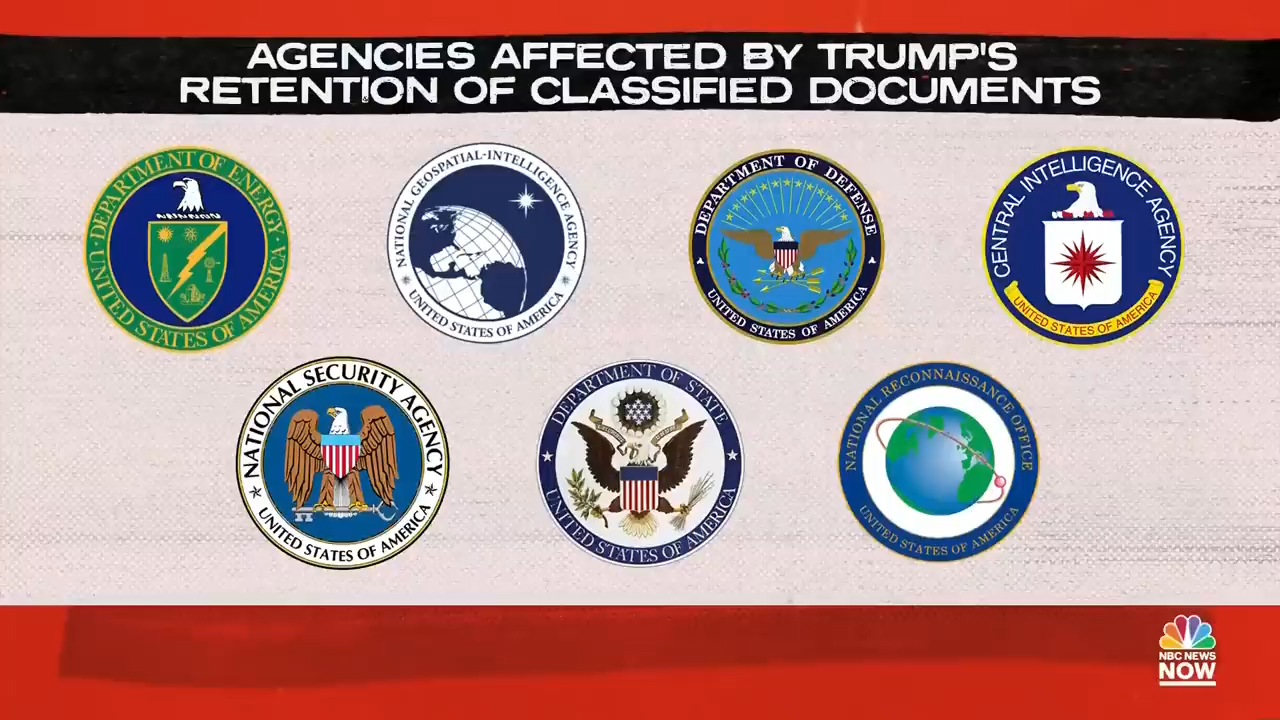 AGENCIES AFFECTED BY TRUMP'S
RETENTION OF CLASSIFIED DOCUMENTS
DEPARTMENT OF ENERGY
UNITED STATES OF AMERICA
NATIONAL GEOSPATIAL-INTELLIGENCE AGENCY
UNITED STATES OF AMERICA
DEPARTMENT OF DEFENSE
UNITED STATES OF AMERICA
CENTRAL INTELLIGENCE AGENCY
UNITED STATES OF AMERICA
NATIONAL SECURITY AGENCY
UNITED STATES OF AMERICA
DEPARTMENT OF STATE
UNITED STATES OF AMERICA
NATIONAL RECONNAISSANCE OFFICE
UNITED STATES OF AMERICA
NBC NEWS
NOW